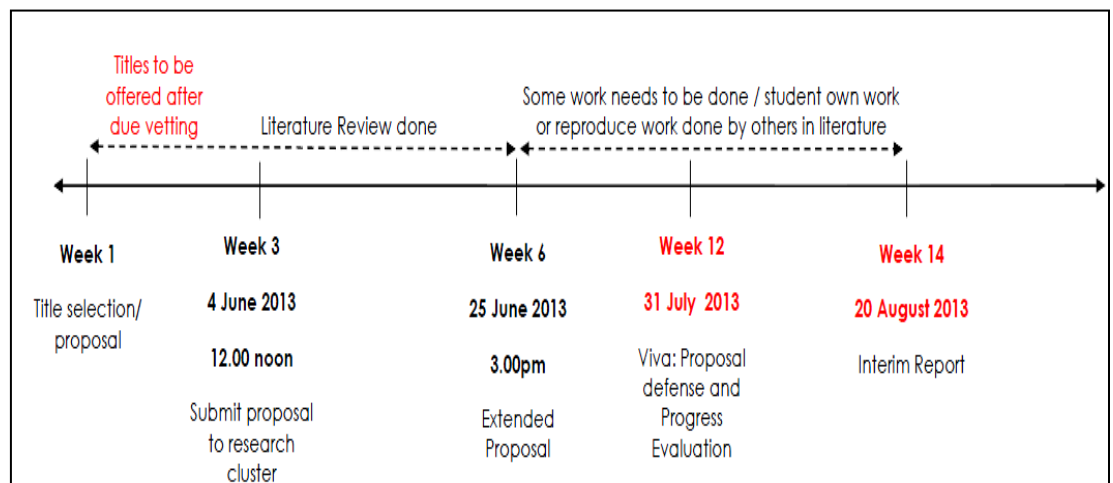 Titles to be
offered after
due vetting
Literature Review done
Some work needs to be done / student own work
or reproduce work done by others in literature
Week 1
Title selection/
proposal
Week 3
4 June 2013
12.00 noon
Submit proposal
to research
cluster
Week 6
25 June 2013
3.00pm
Extended
Proposal
Week 12
31 July 2013
Viva: Proposal
defense and
Progress
Evaluation
Week 14
20 August 2013
Interim Report